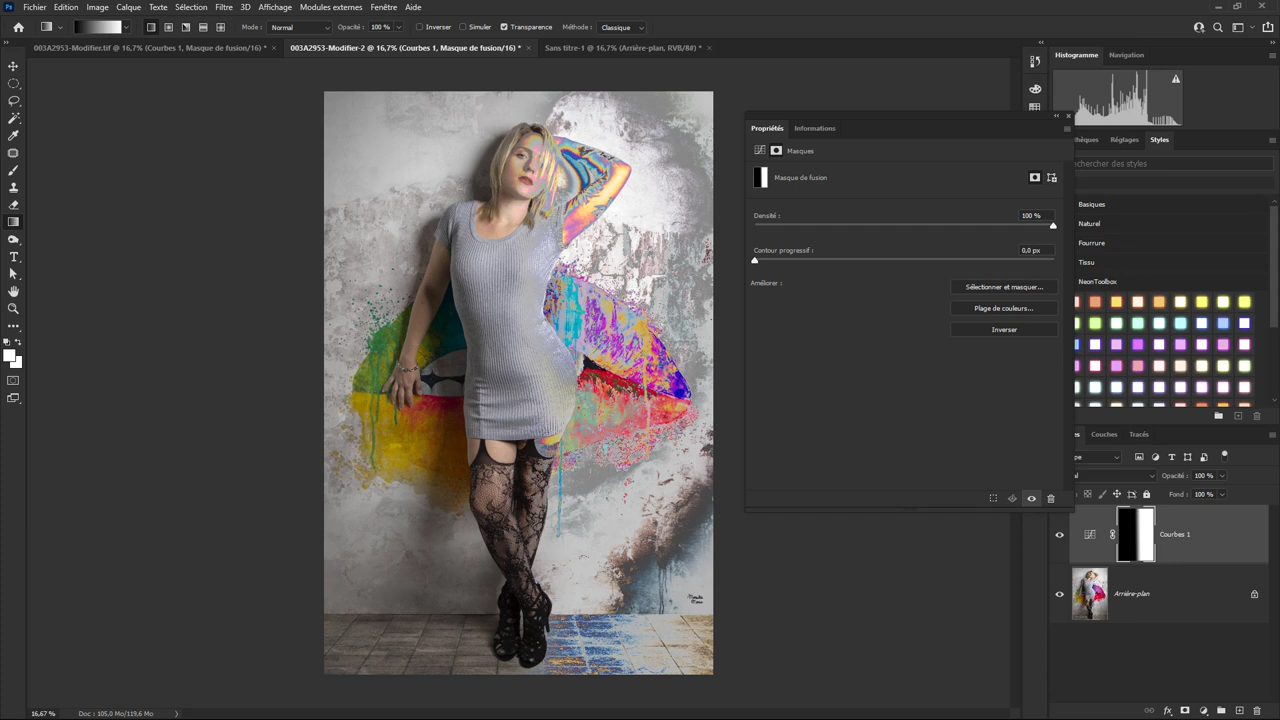 Ps Fichier Edition Image Calque Texte Sélection Filtre 3D Affichage Modules externes Fenêtre Aide
Mode : Normal Opacité : 100 % Inverser Simuler Transparence Méthode : Classique
003A2953-Modifier.tif @ 16,7% (Courbes 1, Masque de fusion/16) * × 003A2953-Modifier-2 @ 16,7% (Courbes 1, Masque de fusion/16) * × Sans titre-1 @ 16,7% (Arrière-plan, RVB/8#) * ×
Histogramme Navigation
Propriétés Informations
Masques
Masque de fusion
Densité : 100 %
Contour progressif : 0,0 px
Améliorer :
Sélectionner et masquer...
Plage de couleurs...
Inverser
thèques Réglages Styles
echercher des styles
Basiques
Naturel
Fourrure
Tissu
NeonToolbox
es Couches Tracés
ype
al Opacité : 100 %
Fond : 100 %
Courbes 1
Arrière-plan
16,67 % Doc : 105,0 Mo/119,6 Mo